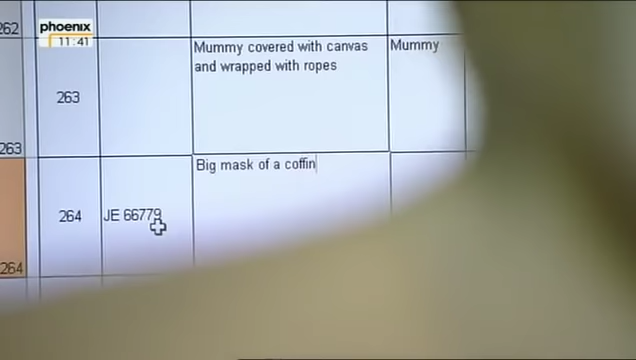 262
phoenix
11:41
263
263
Mummy covered with canvas
and wrapped with ropes
Mummy
264
264
JE 66779
Big mask of a coffin